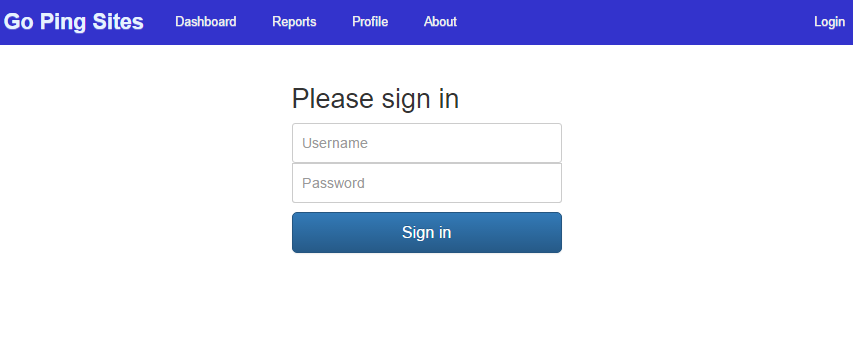 Go Ping Sites Dashboard Reports Profile About Login
Please sign in
Username
Password
Sign in